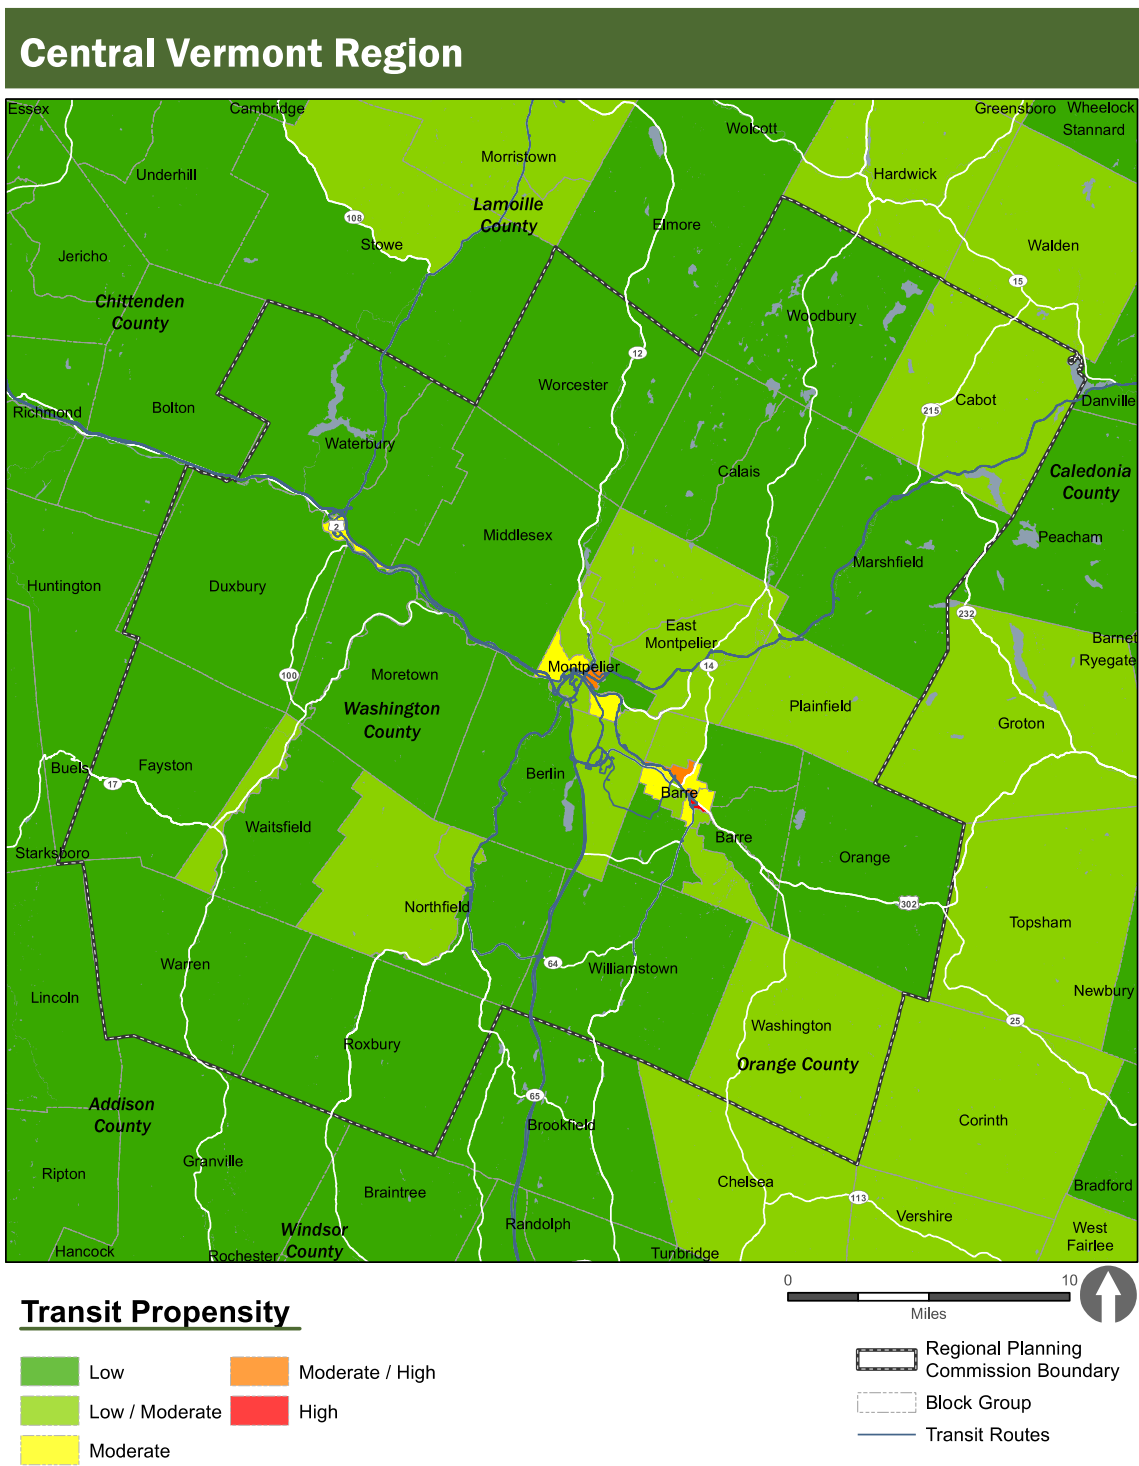 Central Vermont Region
Essex
Cambridge
Greensboro
Wheelock
Wolcott
Stannard
Morristown
Underhill
Hardwick
Lamoille
County
108
Elmore
Stowe
Walden
Jericho
15
Chittenden
County
Woodbury
12
Worcester
Cabot
Danville
215
Richmond
Bolton
Waterbury
Calais
Caledonia
County
2
Middlesex
Peacham
Marshfield
Huntington
Duxbury
232
East
Montpelier
Barnet
Ryegate
Montpelier
14
100
Moretown
Washington
County
Plainfield
Groton
Buels
Fayston
17
Berlin
Barre
Waitsfield
Barre
Starksboro
Orange
302
Northfield
Topsham
Warren
64
Williamstown
Lincoln
Newbury
Washington
25
Roxbury
Orange County
Addison
County
65
Brookfield
Corinth
Granville
Ripton
Chelsea
Bradford
Braintree
113
Vershire
Randolph
Windsor
County
West
Fairlee
Hancock
Rochester
Tunbridge
0
10
Miles
Transit Propensity
Low
Moderate / High
Low / Moderate
High
Moderate
Regional Planning
Commission Boundary
Block Group
Transit Routes